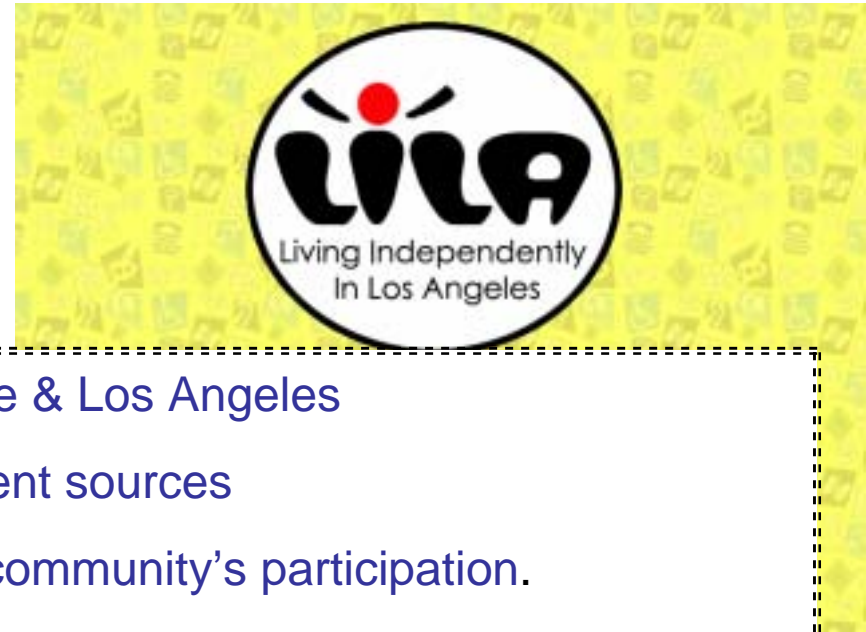 LILA
Living Independently
In Los Angeles
e & Los Angeles
ent sources
community’s participation.